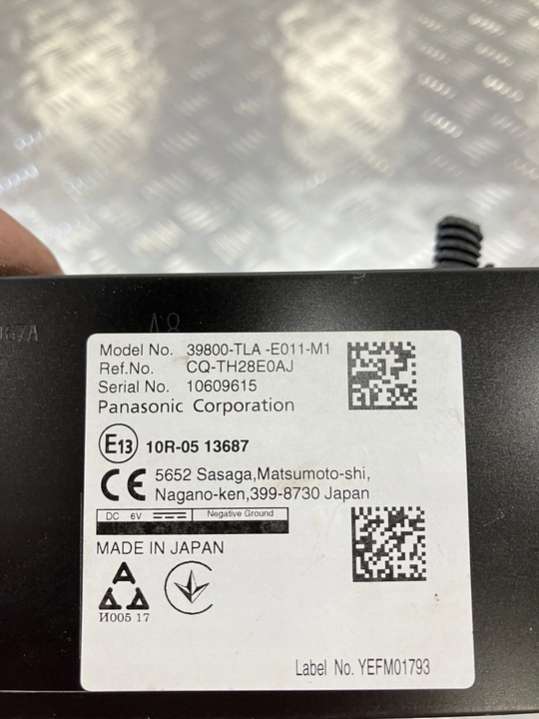 A8
Model No. 39800-TLA -E011-M1
Ref.No. CQ-TH28E0AJ
Serial No. 10609615
Panasonic Corporation
E13 10R-05 13687
CE 5652 Sasaga,Matsumoto-shi,
Nagano-ken,399-8730 Japan
DC 6V Negative Ground
MADE IN JAPAN
И005 17
Label No. YEFM01793